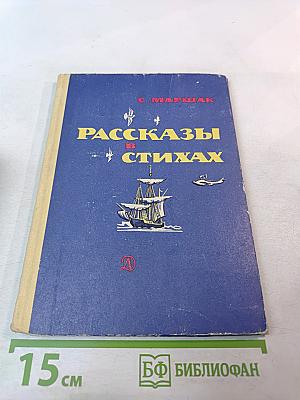 С. МАРШАК
РАССКАЗЫ
В
СТИХАХ
15 см
БФ БИБЛИОФАН